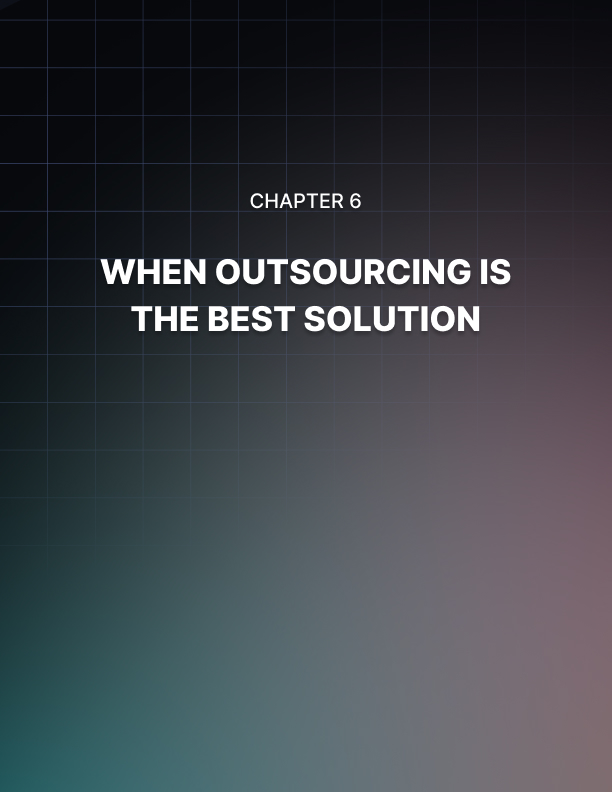 CHAPTER 6
WHEN OUTSOURCING IS
THE BEST SOLUTION